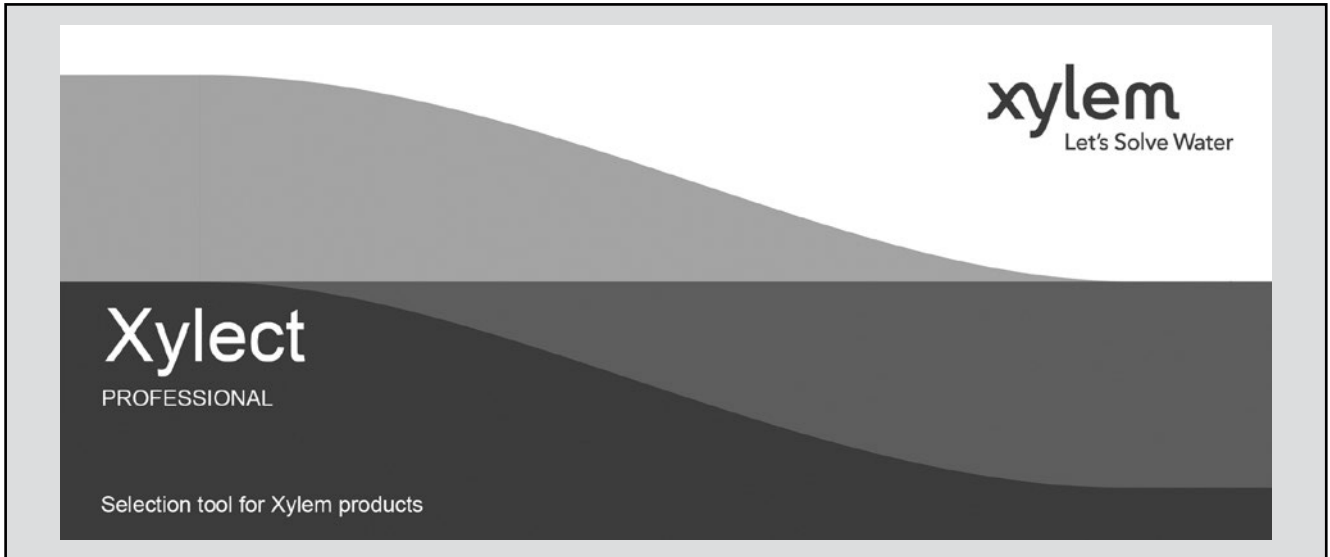 xylem
Let's Solve Water
Xylect
PROFESSIONAL
Selection tool for Xylem products